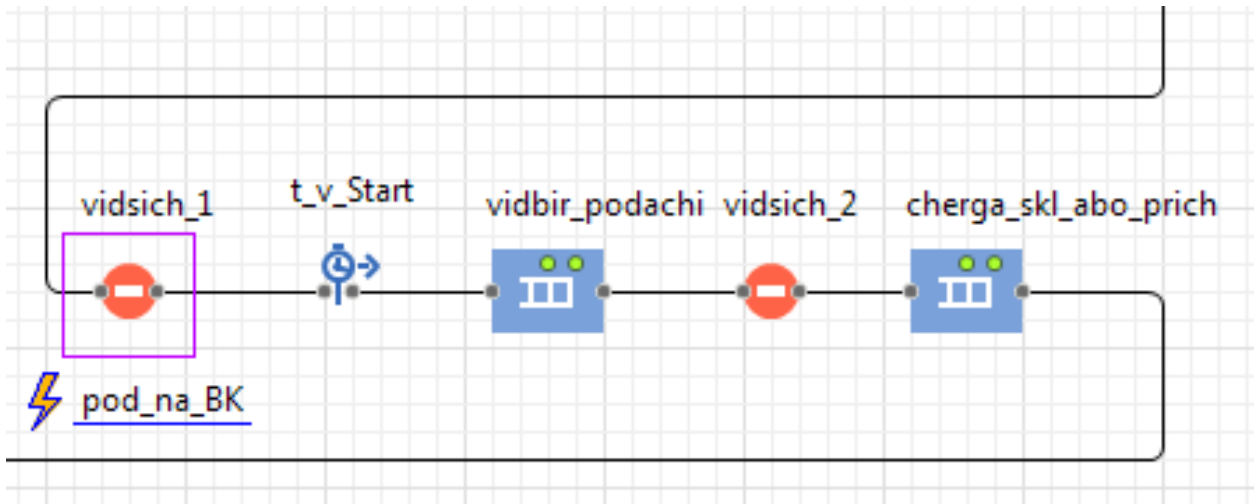 vidsich_1
t_v_Start
vidbir_podachi
vidsich_2
cherga_skl_abo_prich
pod_na_BK